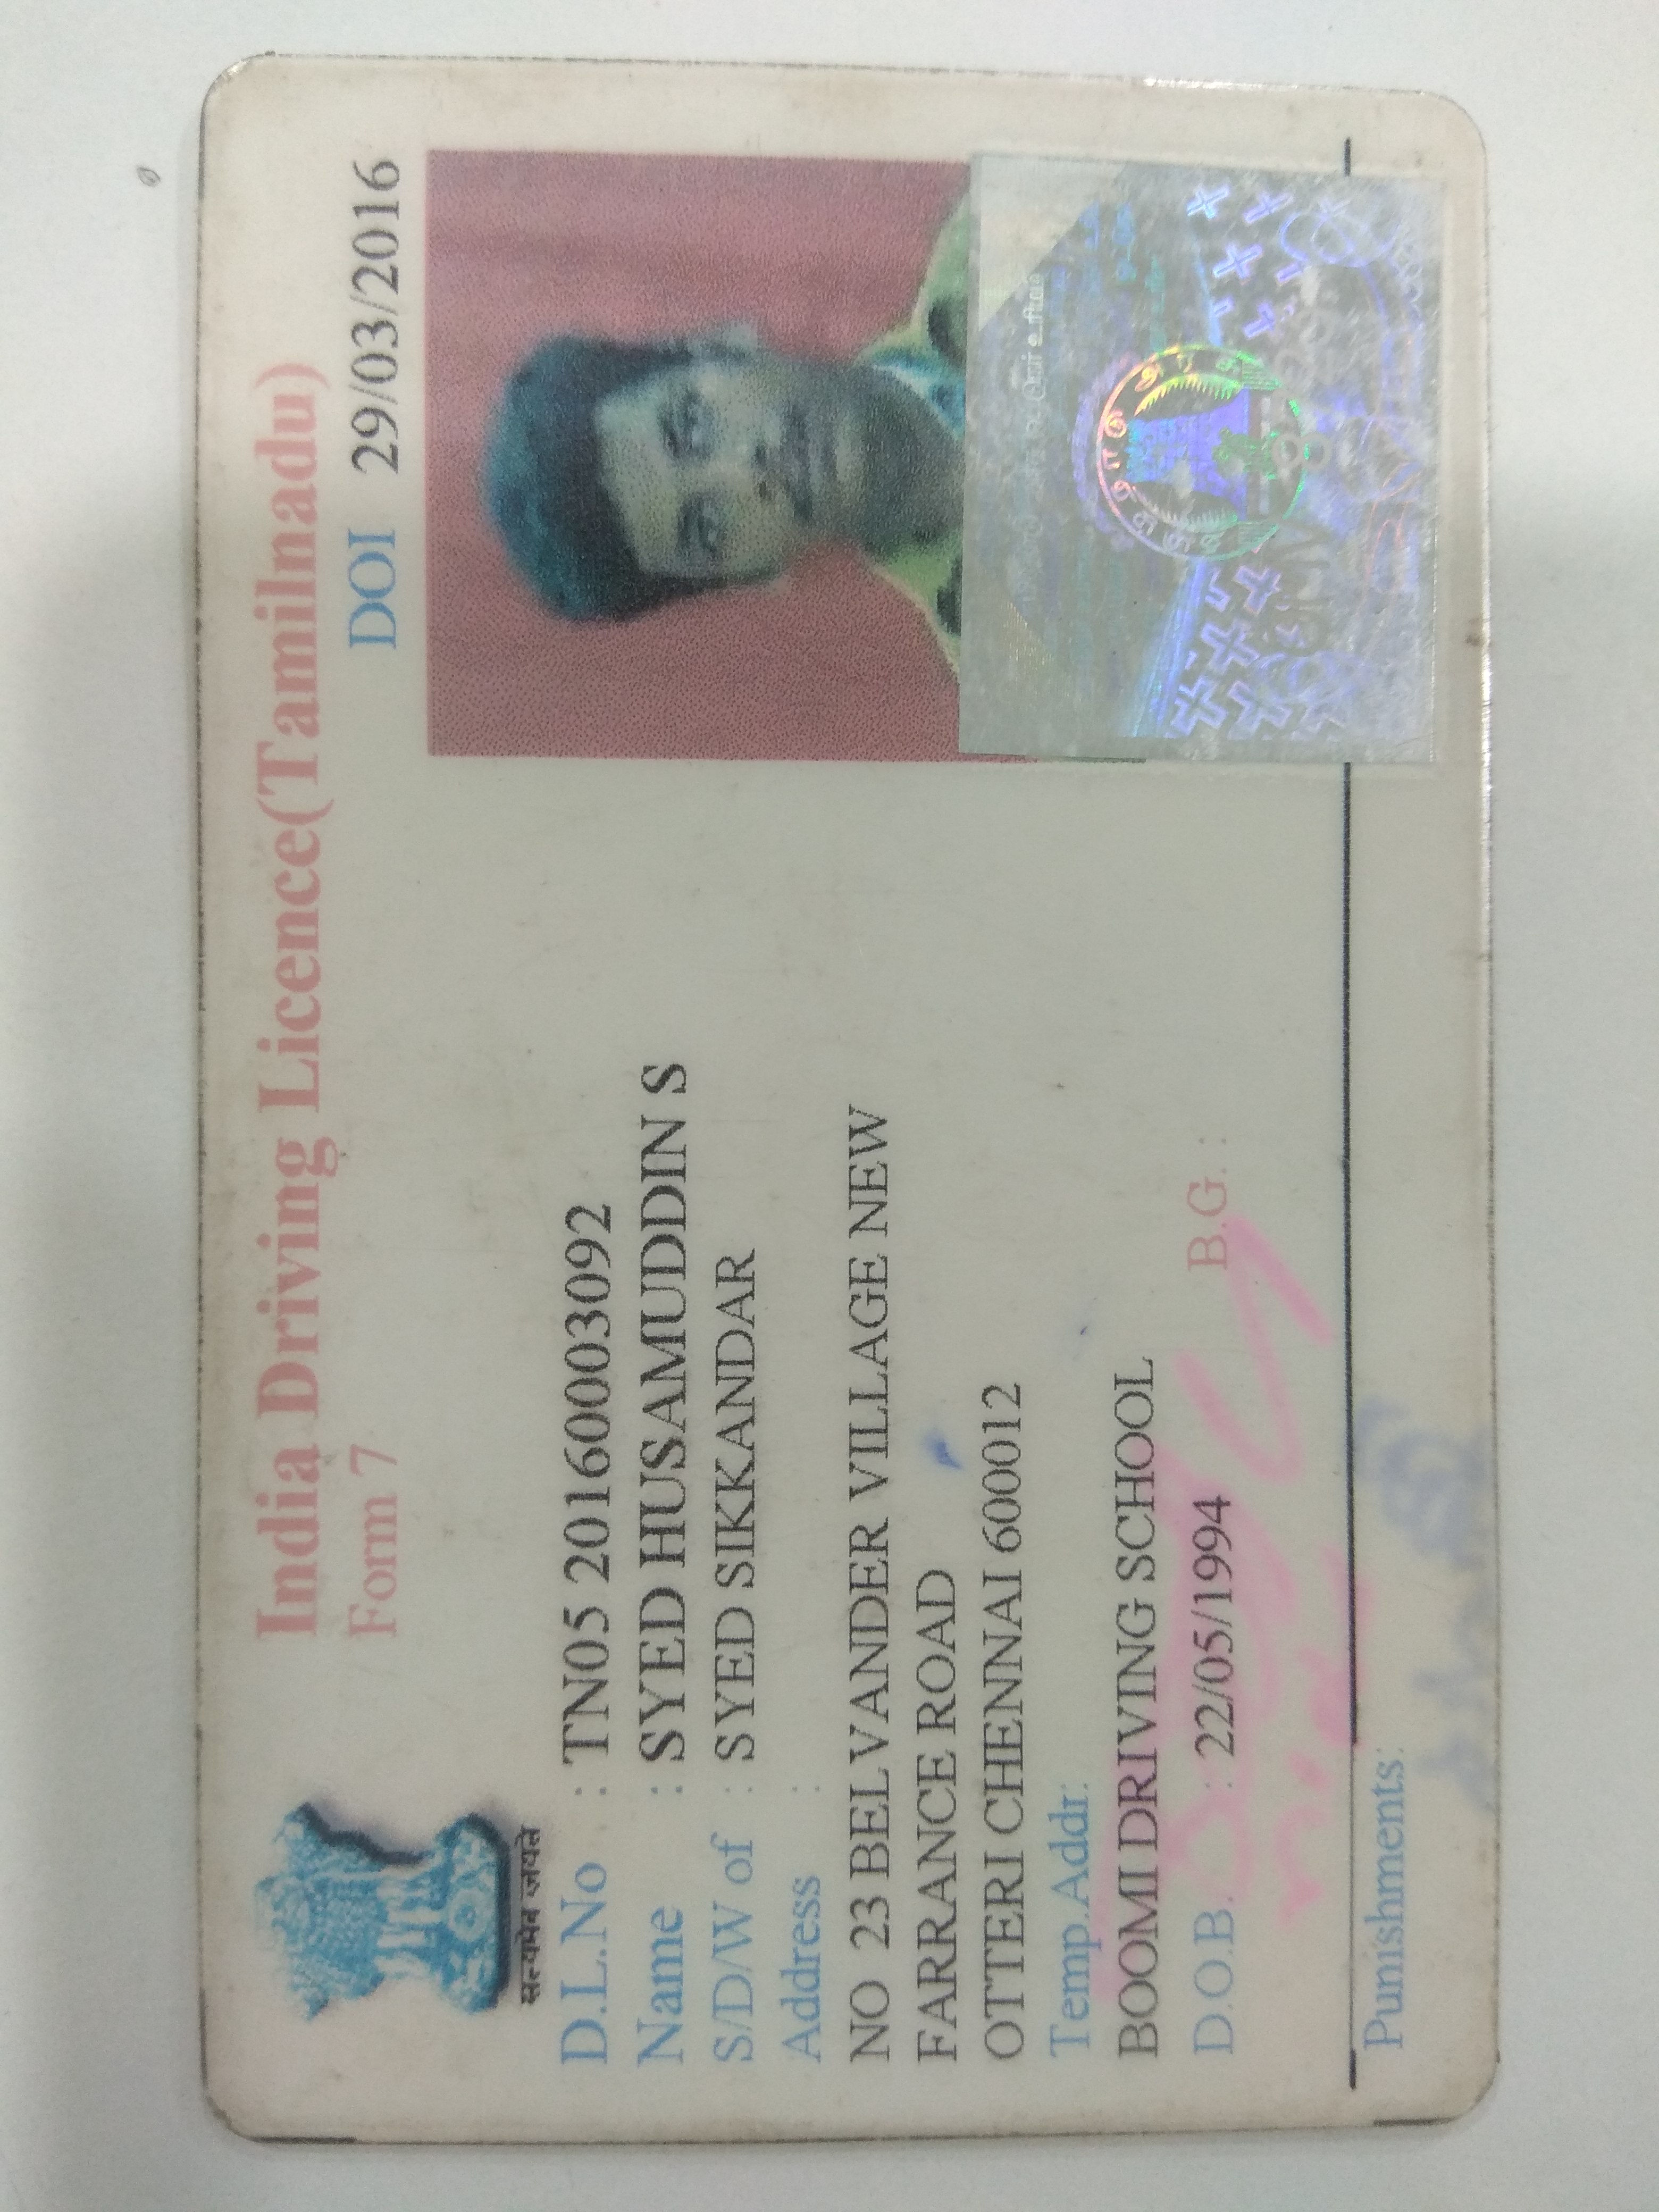 India Driving Licence(Tamilnadu)
Form 7
DOI 29/03/2016
सत्यमेव जयते
D.L.No : TN05 20160003092
Name : SYED HUSAMUDDIN S
S/D/W of : SYED SIKKANDAR
Address :
NO 23 BELVANDER VILLAGE NEW
FARRANCE ROAD
OTTERI CHENNAI 600012
Temp.Addr:
BOOMI DRIVING SCHOOL
D.O.B. : 22/05/1994 B.G. :
Punishments: